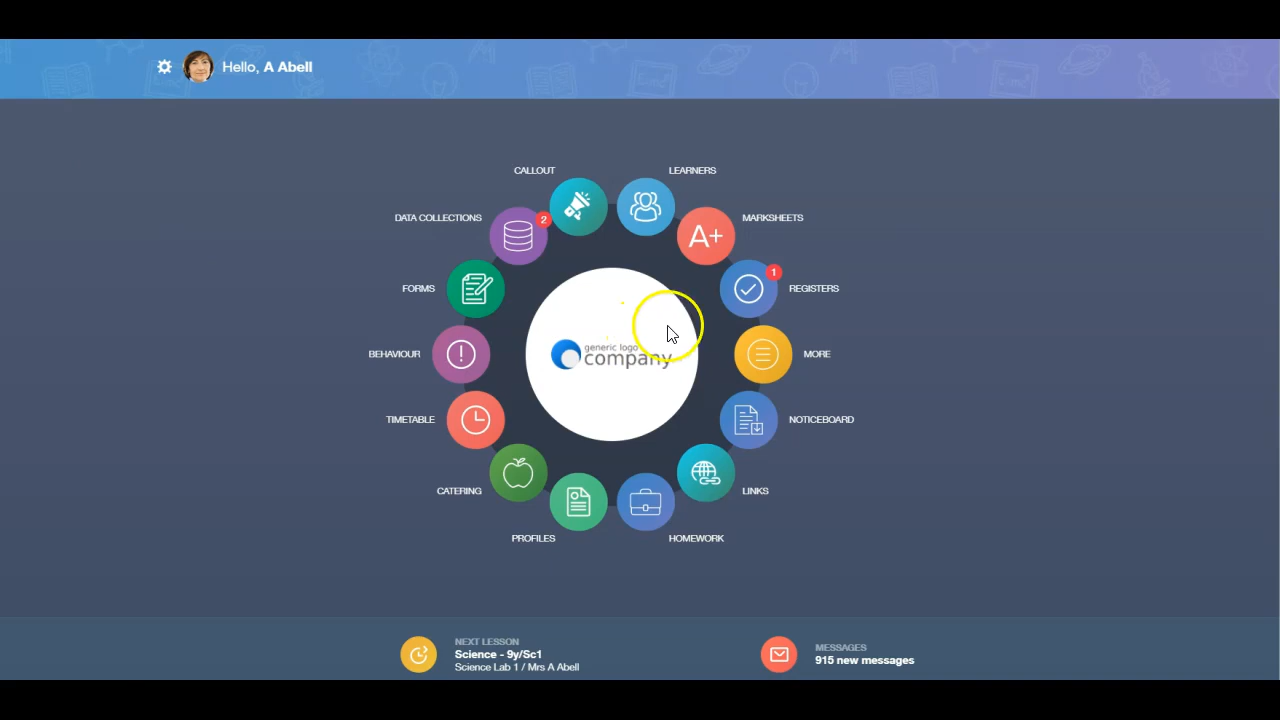 Hello, A Abell
CALLOUT
LEARNERS
DATA COLLECTIONS
2
A+
MARKSHEETS
1
FORMS
REGISTERS
BEHAVIOUR
generic logo
company
MORE
TIMETABLE
NOTICEBOARD
CATERING
LINKS
PROFILES
HOMEWORK
NEXT LESSON
Science - 9y/Sc1
Science Lab 1 / Mrs A Abell
MESSAGES
915 new messages